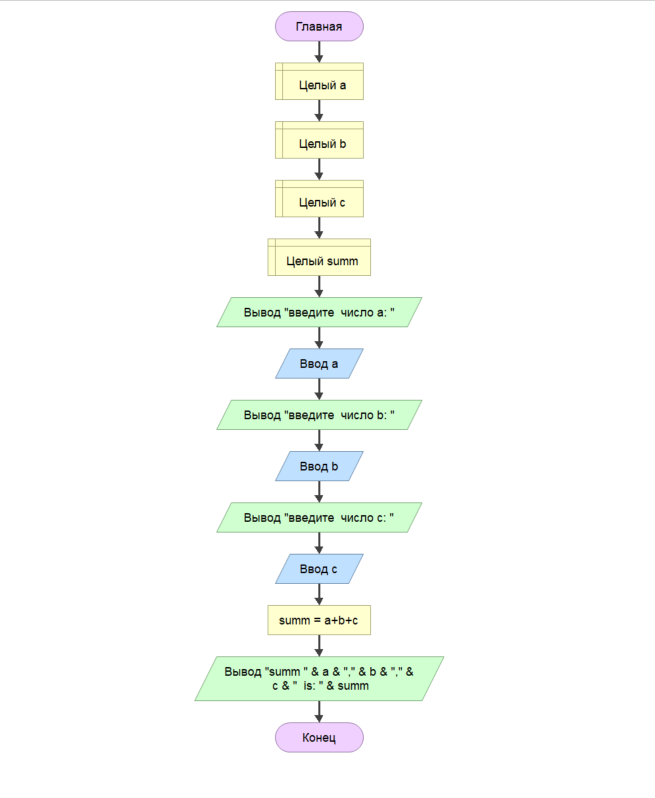 Главная
Целый a
Целый b
Целый c
Целый summ
Вывод "введите  число a: "
Ввод a
Вывод "введите  число b: "
Ввод b
Вывод "введите  число c: "
Ввод c
summ = a+b+c
Вывод "summ " & a & "," & b & "," &
c & "  is: " & summ
Конец